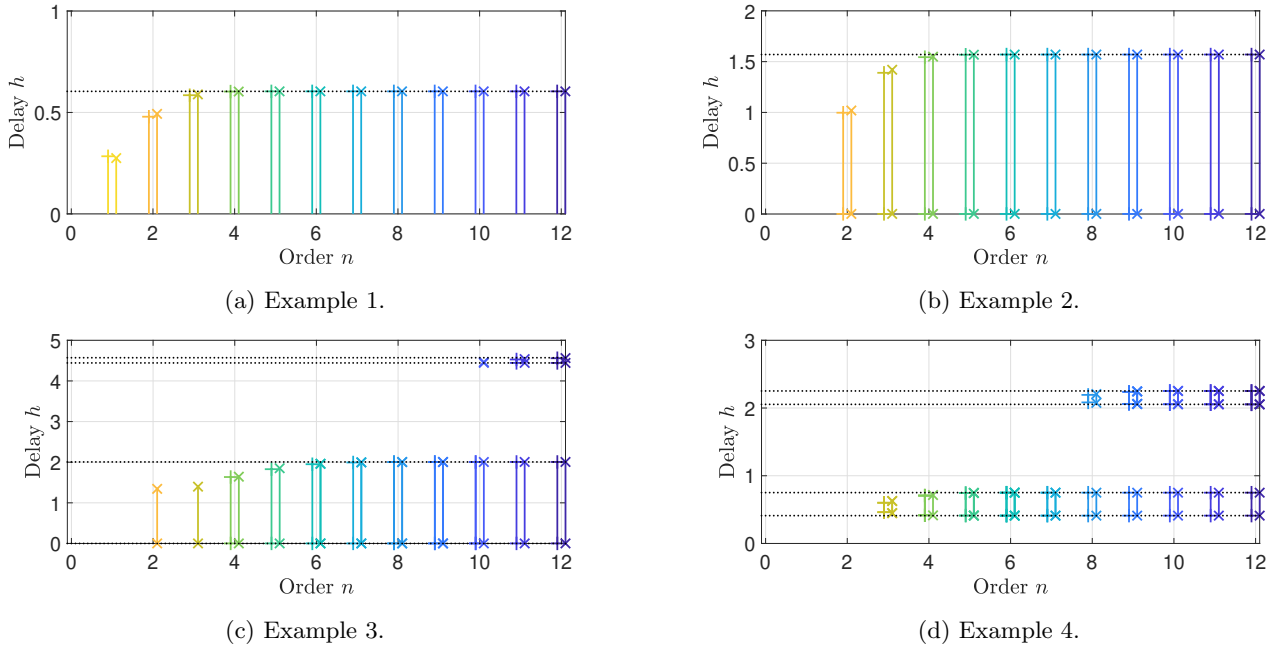 1
0.5
0
Delay h
0 2 4 6 8 10 12
Order n
(a) Example 1.
2
1.5
1
0.5
0
Delay h
0 2 4 6 8 10 12
Order n
(b) Example 2.
5
4
3
2
1
0
Delay h
0 2 4 6 8 10 12
Order n
(c) Example 3.
3
2
1
0
Delay h
0 2 4 6 8 10 12
Order n
(d) Example 4.